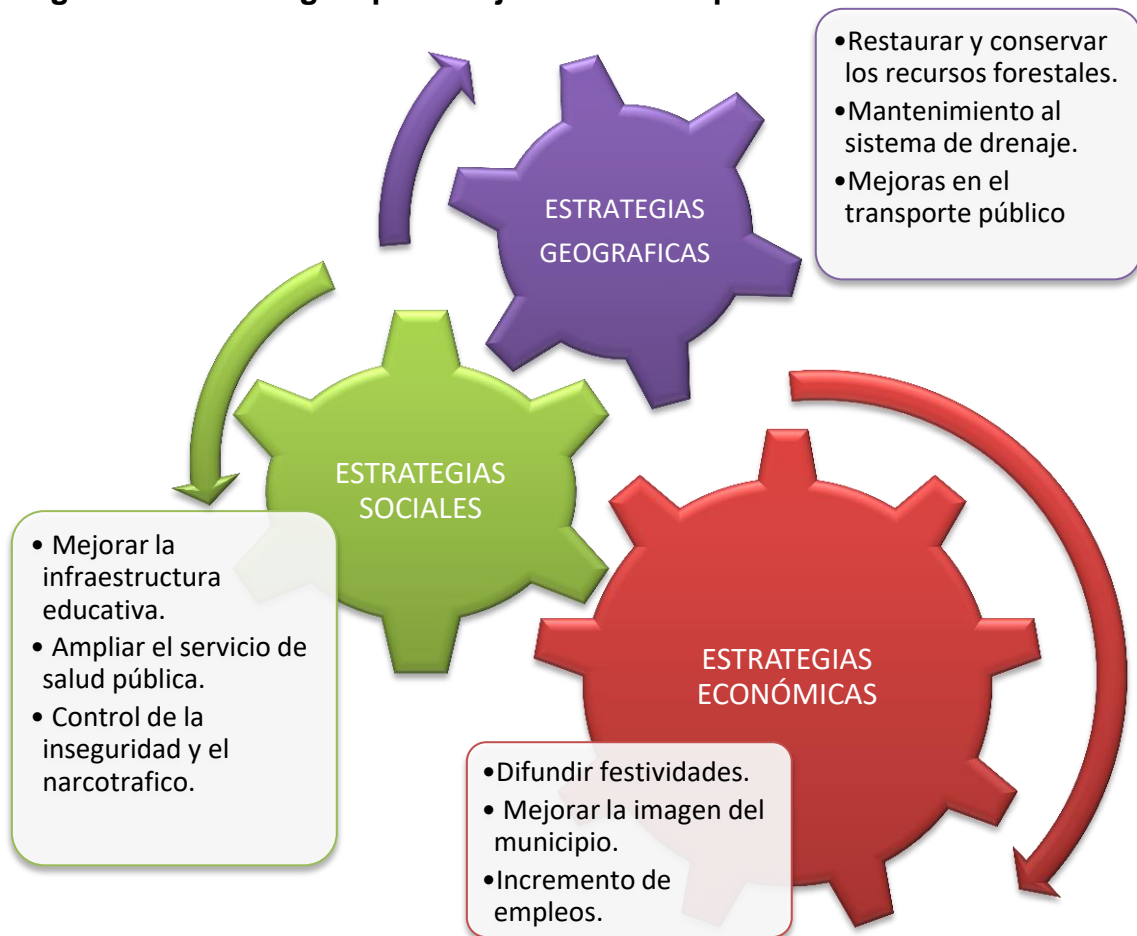 •Restaurar y conservar
los recursos forestales.
•Mantenimiento al
sistema de drenaje.
•Mejoras en el
transporte público
ESTRATEGIAS
GEOGRAFICAS
ESTRATEGIAS
SOCIALES
• Mejorar la
infraestructura
educativa.
• Ampliar el servicio de
salud pública.
• Control de la
inseguridad y el
narcotrafico.
ESTRATEGIAS
ECONÓMICAS
•Difundir festividades.
• Mejorar la imagen del
municipio.
•Incremento de
empleos.